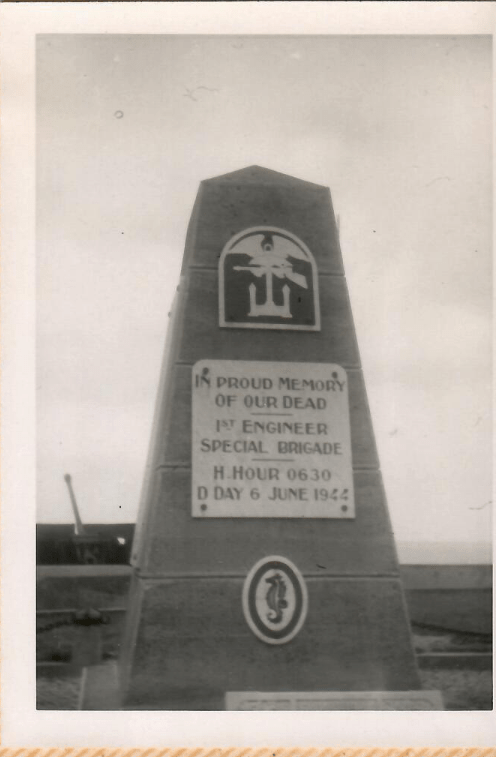 IN PROUD MEMORY
OF OUR DEAD
1ST ENGINEER
SPECIAL BRIGADE
H.HOUR 0630
D DAY 6 JUNE 1944